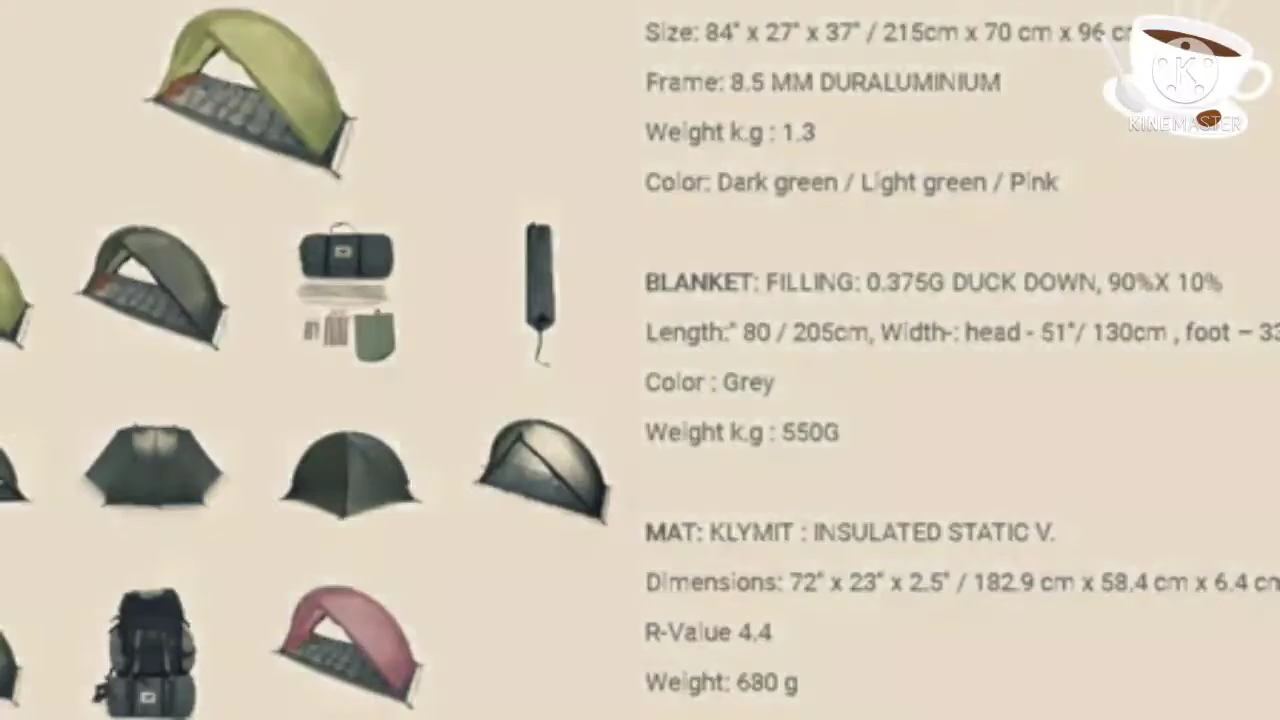 Size: 84" x 27" x 37" / 215cm x 70 cm x 96
Frame: 8.5 MM DURALUMINIUM
Weight k.g : 1.3
Color: Dark green / Light green / Pink
BLANKET: FILLING: 0.375G DUCK DOWN, 90%X 10%
Length:" 80 / 205cm, Width-: head - 51"/ 130cm , foot –
Color : Grey
Weight k.g : 550G
MAT: KLYMIT : INSULATED STATIC V.
Dimensions: 72" x 23" x 2.5" / 182.9 cm x 58.4 cm x 6.4
R-Value 4.4
Weight: 680 g
K
KINEMASTER